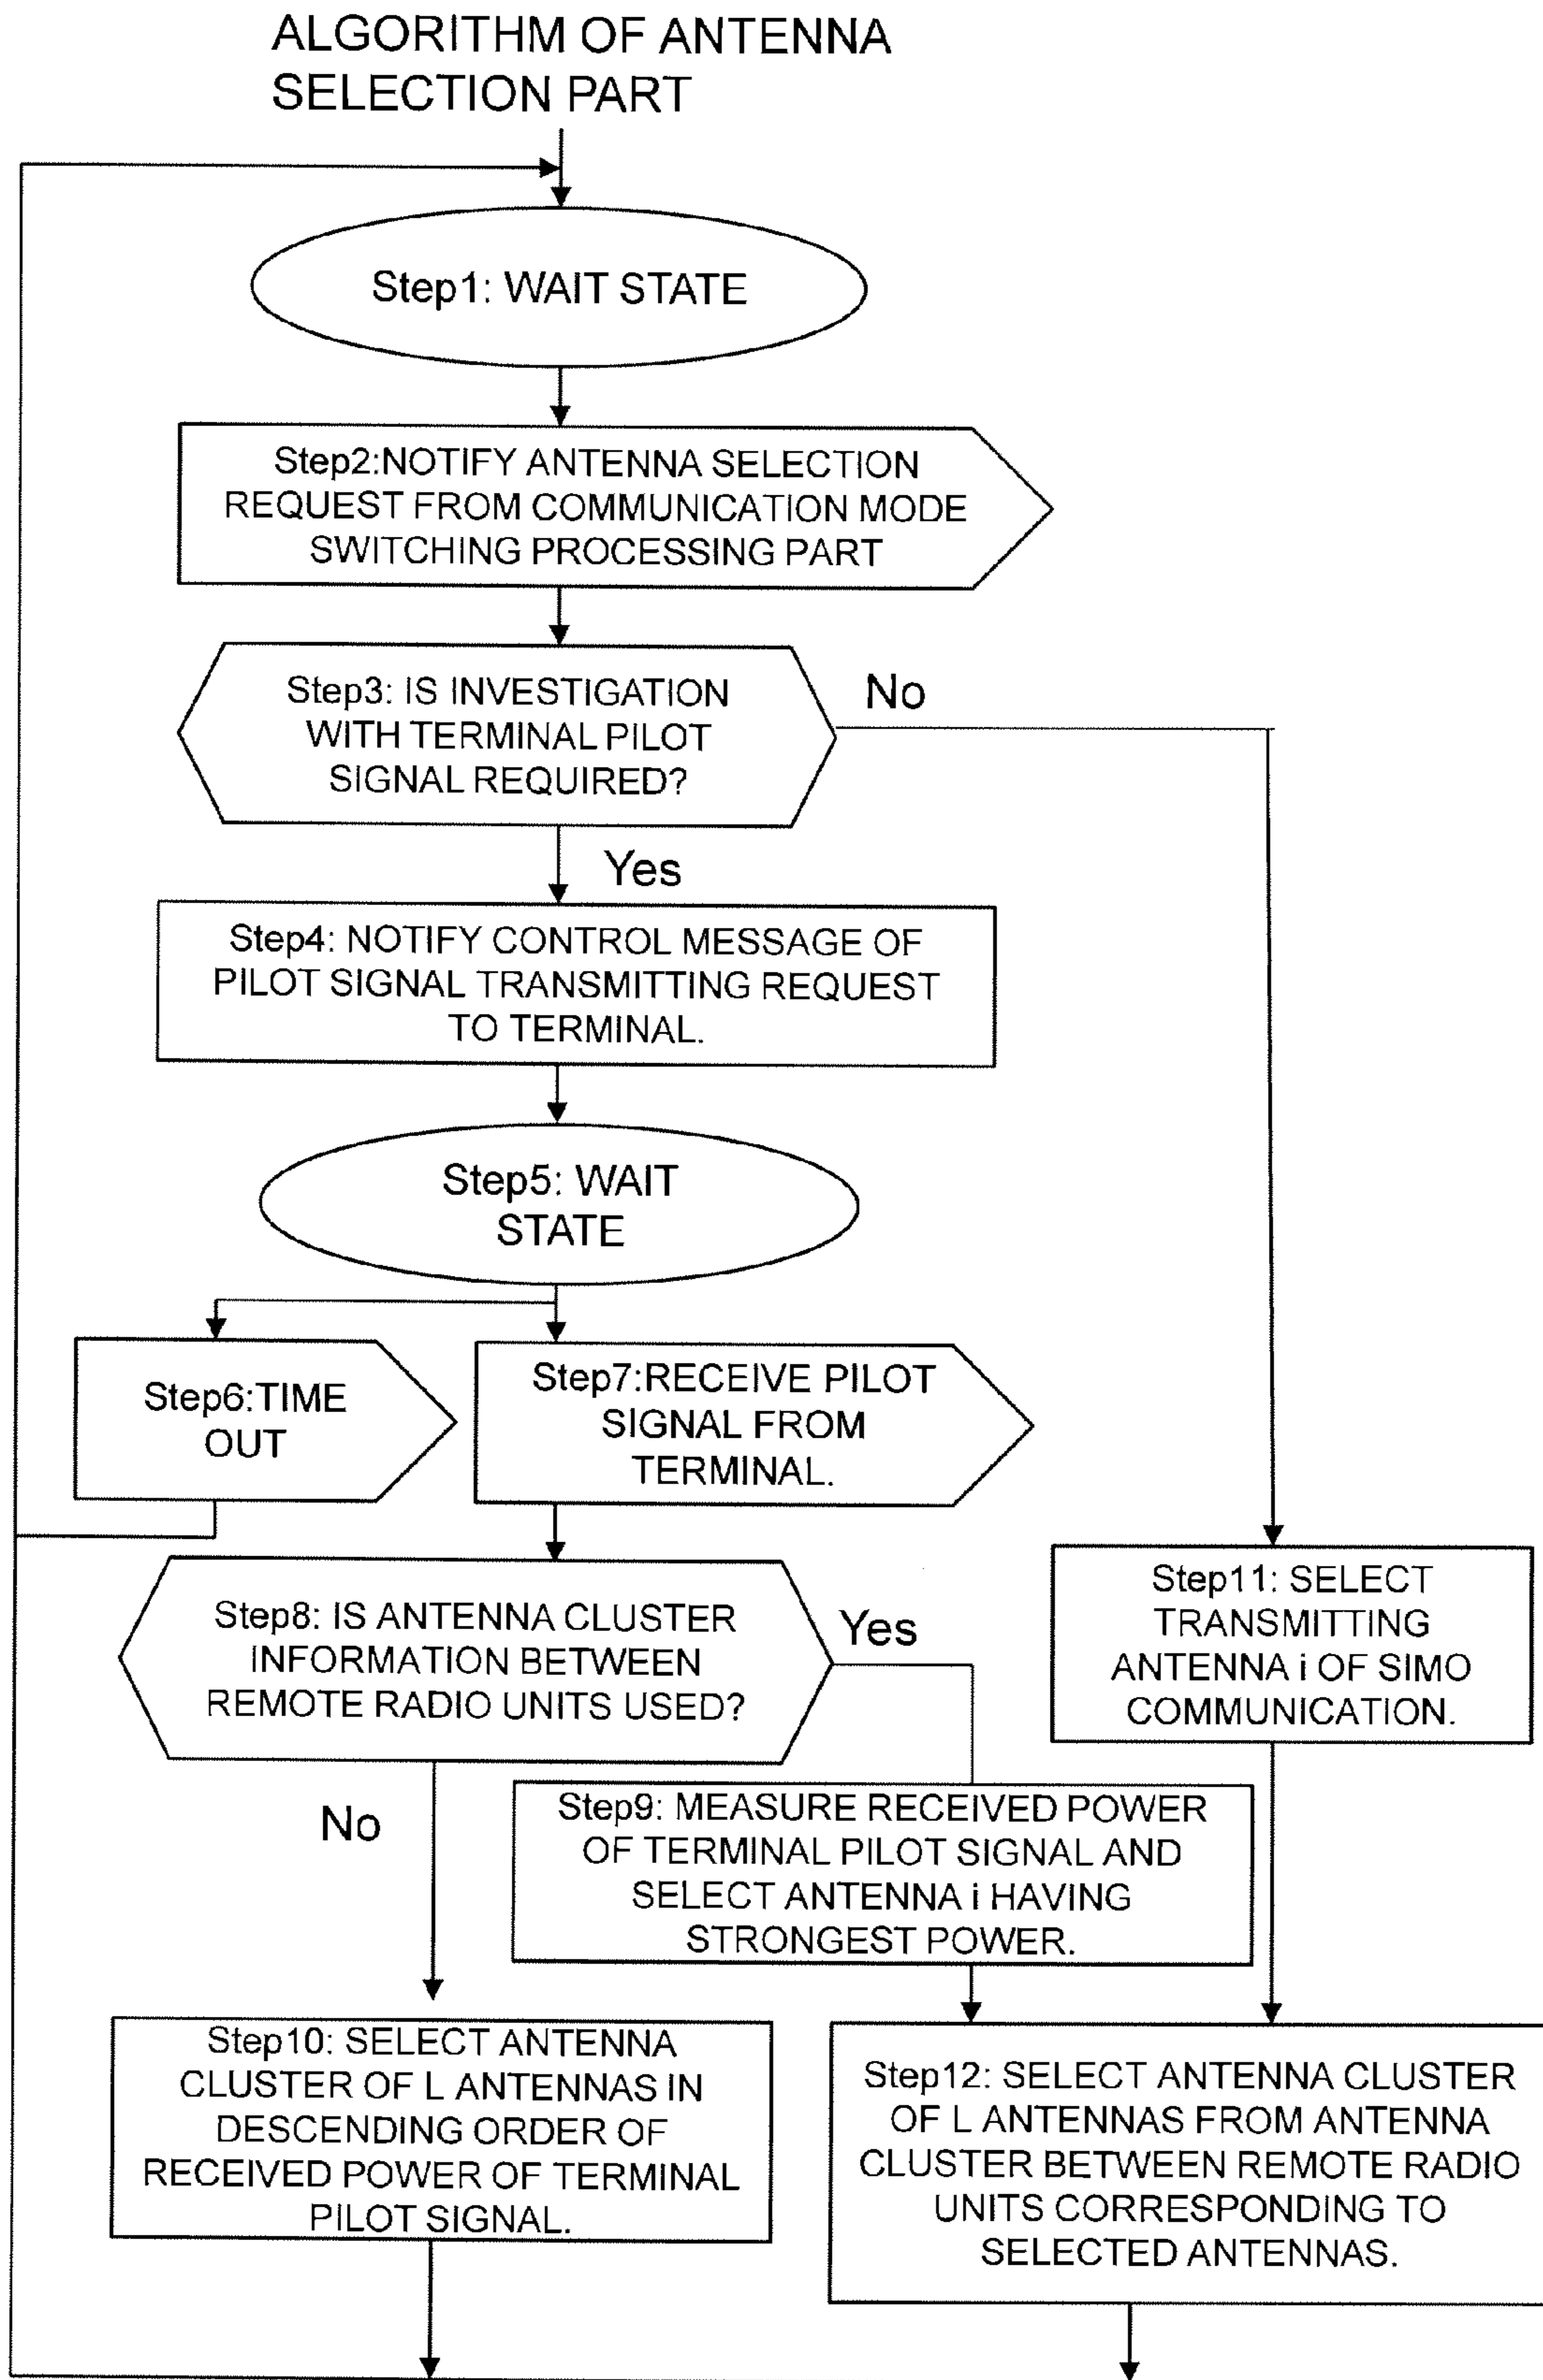 ALGORITHM OF ANTENNA
SELECTION PART
Step1: WAIT STATE
Step2:NOTIFY ANTENNA SELECTION
REQUEST FROM COMMUNICATION MODE
SWITCHING PROCESSING PART
Step3: IS INVESTIGATION
WITH TERMINAL PILOT
SIGNAL REQUIRED?
No
Yes
Step4: NOTIFY CONTROL MESSAGE OF
PILOT SIGNAL TRANSMITTING REQUEST
TO TERMINAL.
Step5: WAIT
STATE
Step6:TIME
OUT
Step7:RECEIVE PILOT
SIGNAL FROM
TERMINAL.
Step8: IS ANTENNA CLUSTER
INFORMATION BETWEEN
REMOTE RADIO UNITS USED?
Yes
No
Step11: SELECT
TRANSMITTING
ANTENNA i OF SIMO
COMMUNICATION.
Step9: MEASURE RECEIVED POWER
OF TERMINAL PILOT SIGNAL AND
SELECT ANTENNA i HAVING
STRONGEST POWER.
Step10: SELECT ANTENNA
CLUSTER OF L ANTENNAS IN
DESCENDING ORDER OF
RECEIVED POWER OF TERMINAL
PILOT SIGNAL.
Step12: SELECT ANTENNA CLUSTER
OF L ANTENNAS FROM ANTENNA
CLUSTER BETWEEN REMOTE RADIO
UNITS CORRESPONDING TO
SELECTED ANTENNAS.